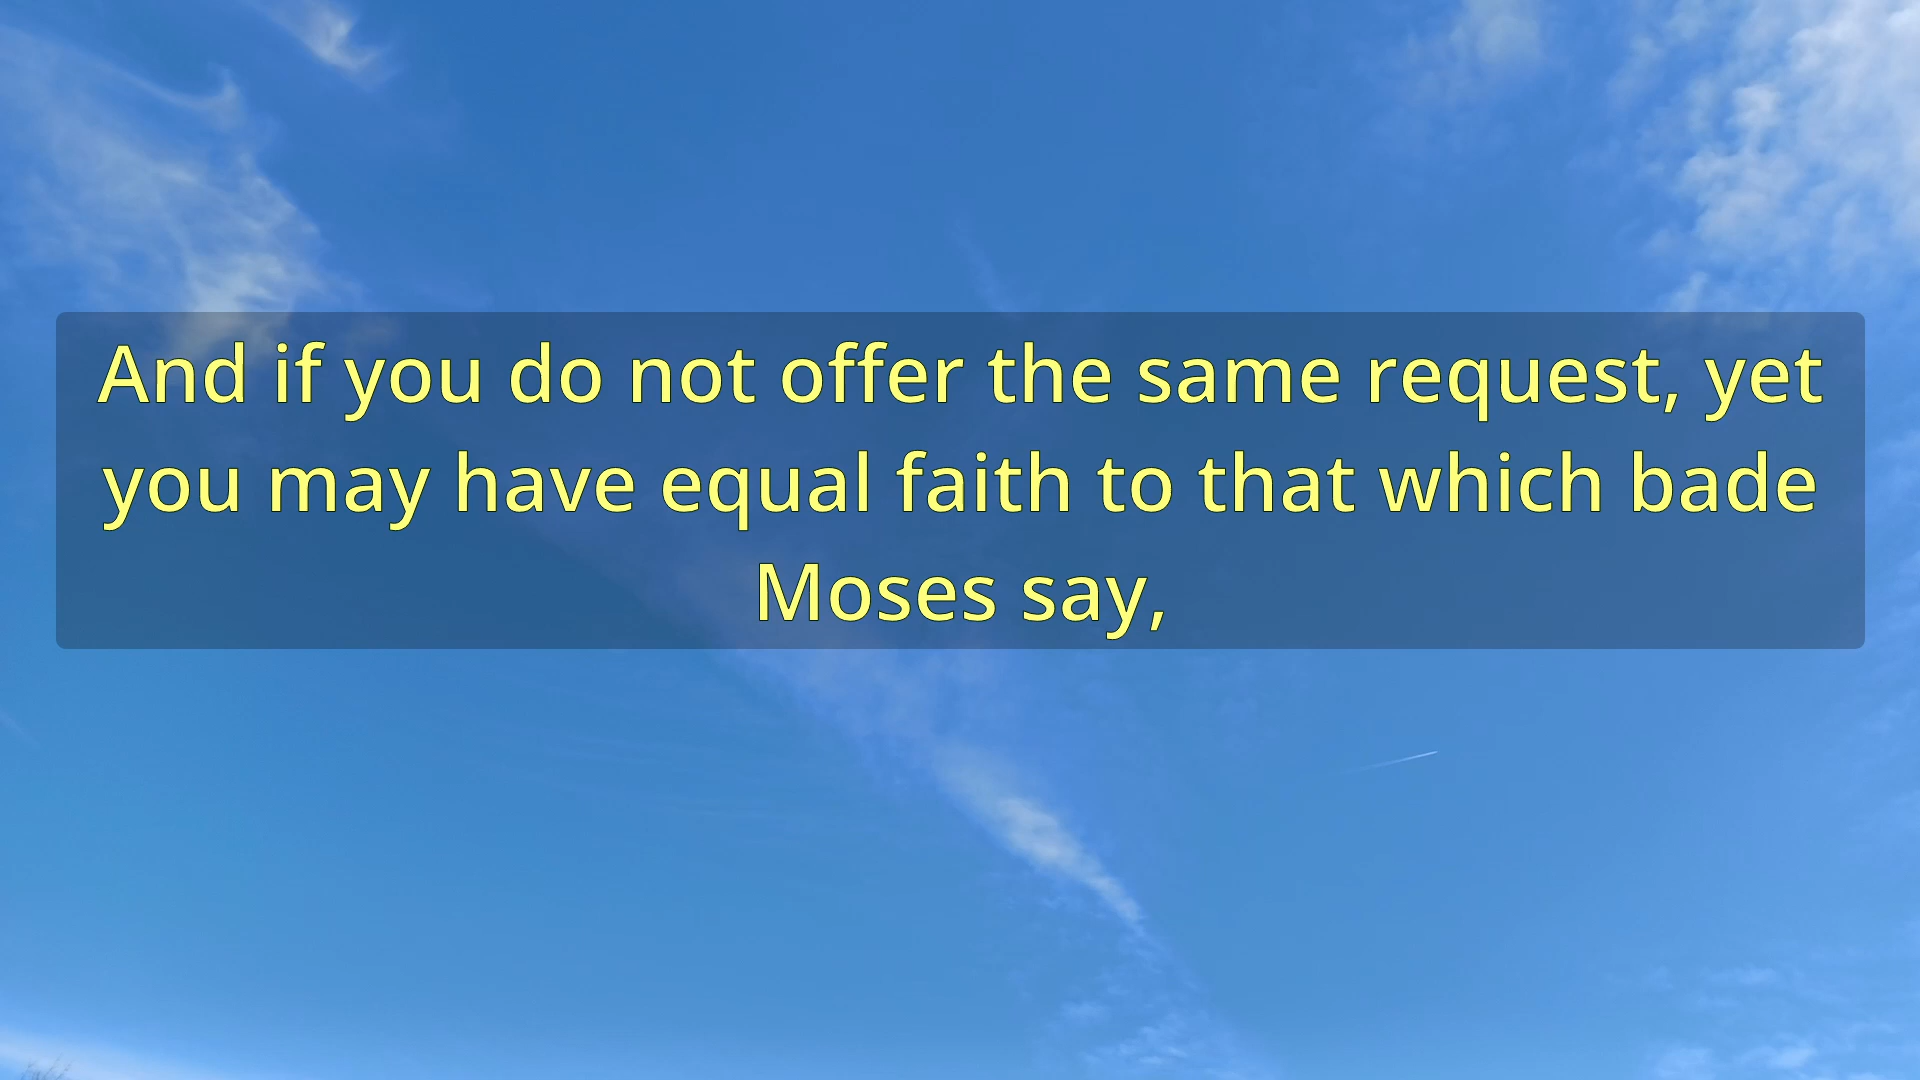 And if you do not offer the same request, yet
you may have equal faith to that which bade
Moses say,